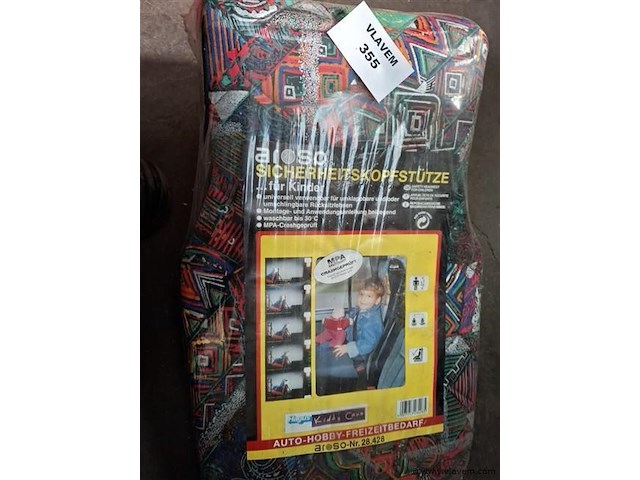 VLAVEM
355
aroso
SICHERHEITSKOPFSTÜTZE
...für Kinder
universell verwendbar für umklappbare und/oder
umschlingbare Rücksitzlehnen
Montage- und Anwendungsanleitung beiliegend
waschbar bis 30°C
MPA-Crashgeprüft
MPA
CRASHGEPRÜFT
AUTO-HOBBY-FREIZEITBEDARF
aroso-Nr. 28.428